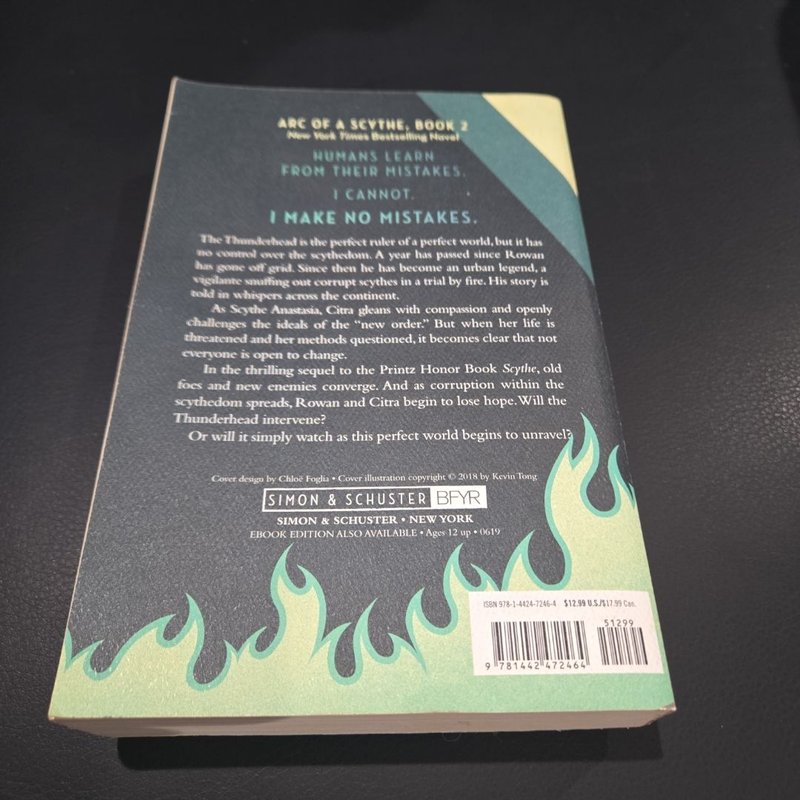 ARC OF A SCYTHE, BOOK 2
New York Times Bestselling Novel
HUMANS LEARN
FROM THEIR MISTAKES.
I CANNOT.
I MAKE NO MISTAKES.
The Thunderhead is the perfect ruler of a perfect world, but it has
no control over the scythedom. A year has passed since Rowan
has gone off grid. Since then he has become an urban legend, a
vigilante snuffing out corrupt scythes in a trial by fire. His story is
told in whispers across the continent.
As Scythe Anastasia, Citra gleans with compassion and openly
challenges the ideals of the “new order.” But when her life is
threatened and her methods questioned, it becomes clear that not
everyone is open to change.
In the thrilling sequel to the Printz Honor Book Scythe, old
foes and new enemies converge. And as corruption within the
scythedom spreads, Rowan and Citra begin to lose hope. Will the
Thunderhead intervene?
Or will it simply watch as this perfect world begins to unravel?
Cover design by Chloë Foglia • Cover illustration copyright © 2018 by Kevin Tong
SIMON & SCHUSTER BFYR
SIMON & SCHUSTER • NEW YORK
EBOOK EDITION ALSO AVAILABLE • Ages 12 up • 0619
ISBN 978-1-4424-7246-4 $12.99 U.S./$17.99 Can.
51299
9 781442 472464